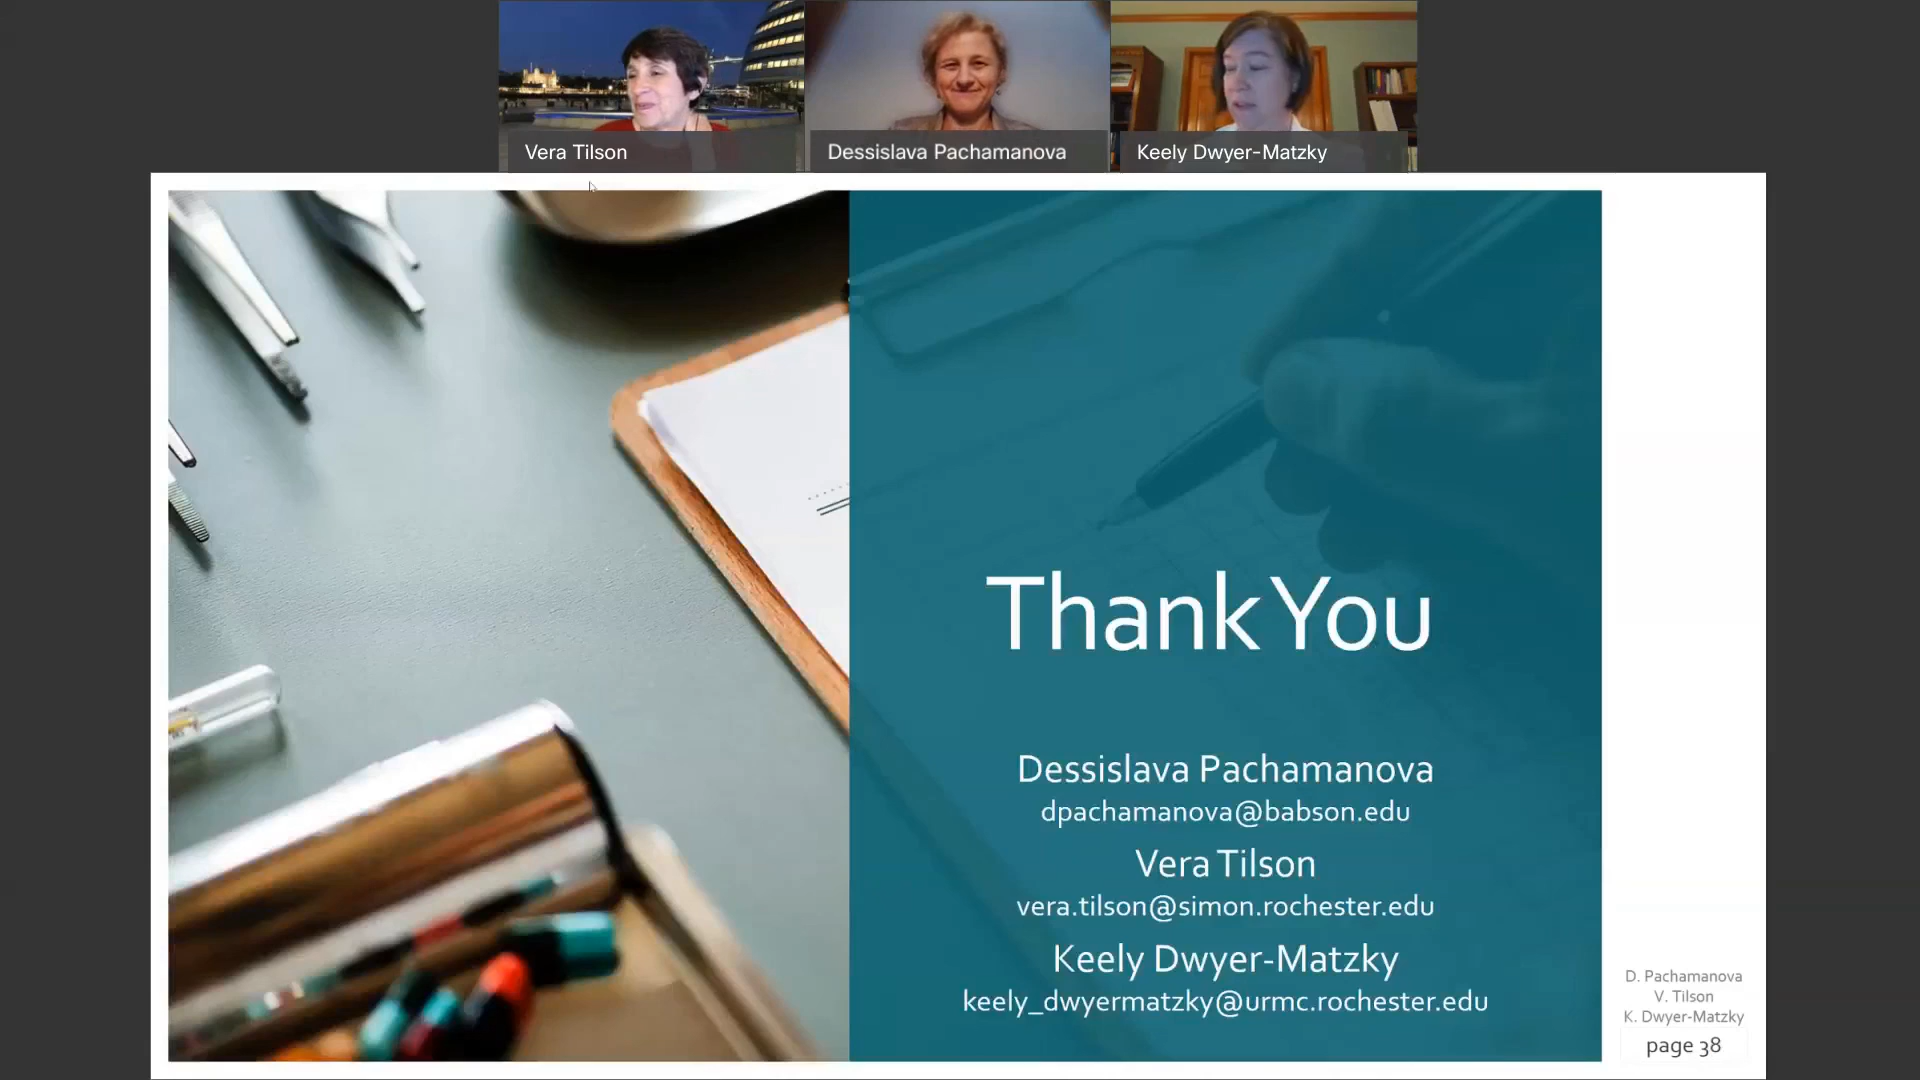 Vera Tilson
Dessislava Pachamanova
Keely Dwyer-Matzky
Thank You
Dessislava Pachamanova
dpachamanova@babson.edu
Vera Tilson
vera.tilson@simon.rochester.edu
Keely Dwyer-Matzky
keely_dwyermatzky@urmc.rochester.edu
D. Pachamanova
V. Tilson
K. Dwyer-Matzky
page 38